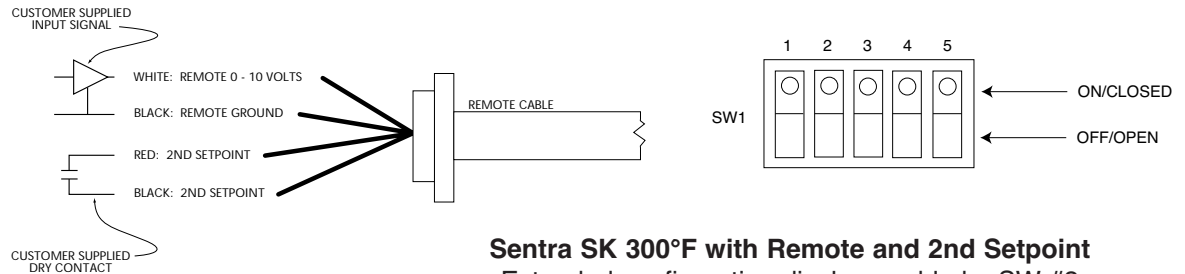 CUSTOMER SUPPLIED
INPUT SIGNAL
WHITE: REMOTE 0 - 10 VOLTS
BLACK: REMOTE GROUND
RED: 2ND SETPOINT
BLACK: 2ND SETPOINT
CUSTOMER SUPPLIED
DRY CONTACT
REMOTE CABLE
1 2 3 4 5
SW1
ON/CLOSED
OFF/OPEN
Sentra SK 300°F with Remote and 2nd Setpoint